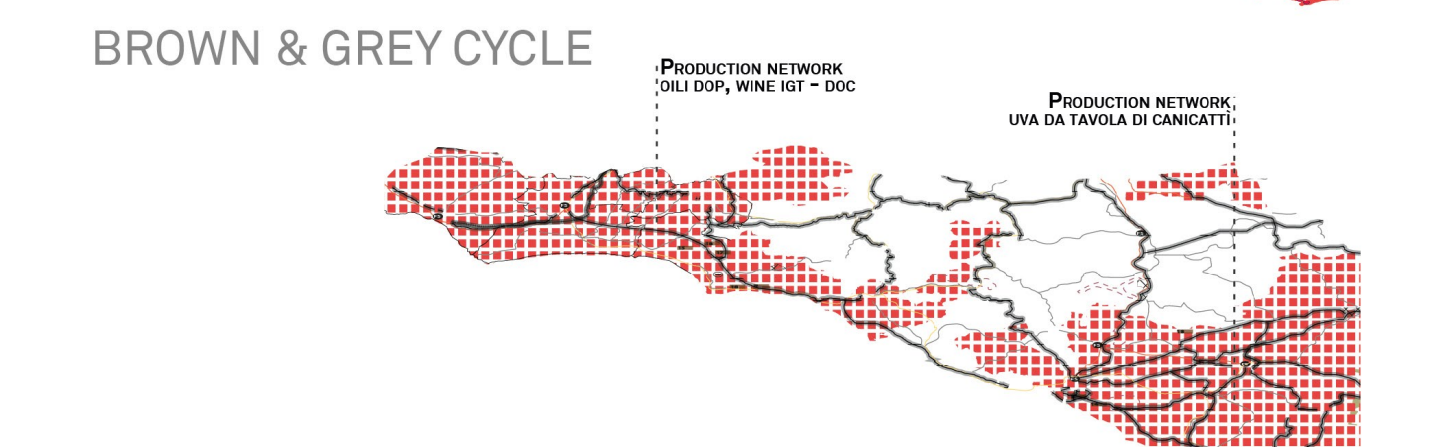 BROWN & GREY CYCLE
PRODUCTION NETWORK
OILI DOP, WINE IGT - DOC
PRODUCTION NETWORK
UVA DA TAVOLA DI CANICATTÌ